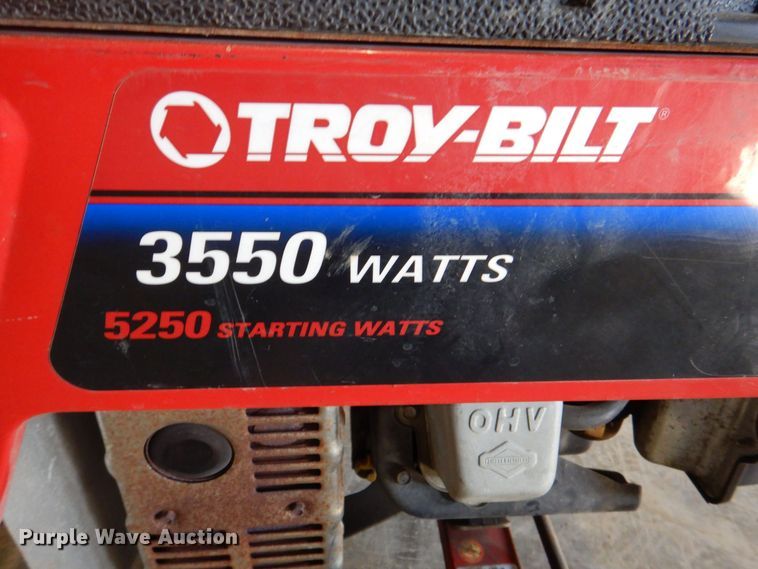 TROY-BILT®
3550 WATTS
5250 STARTING WATTS
OHV
Purple Wave Auction